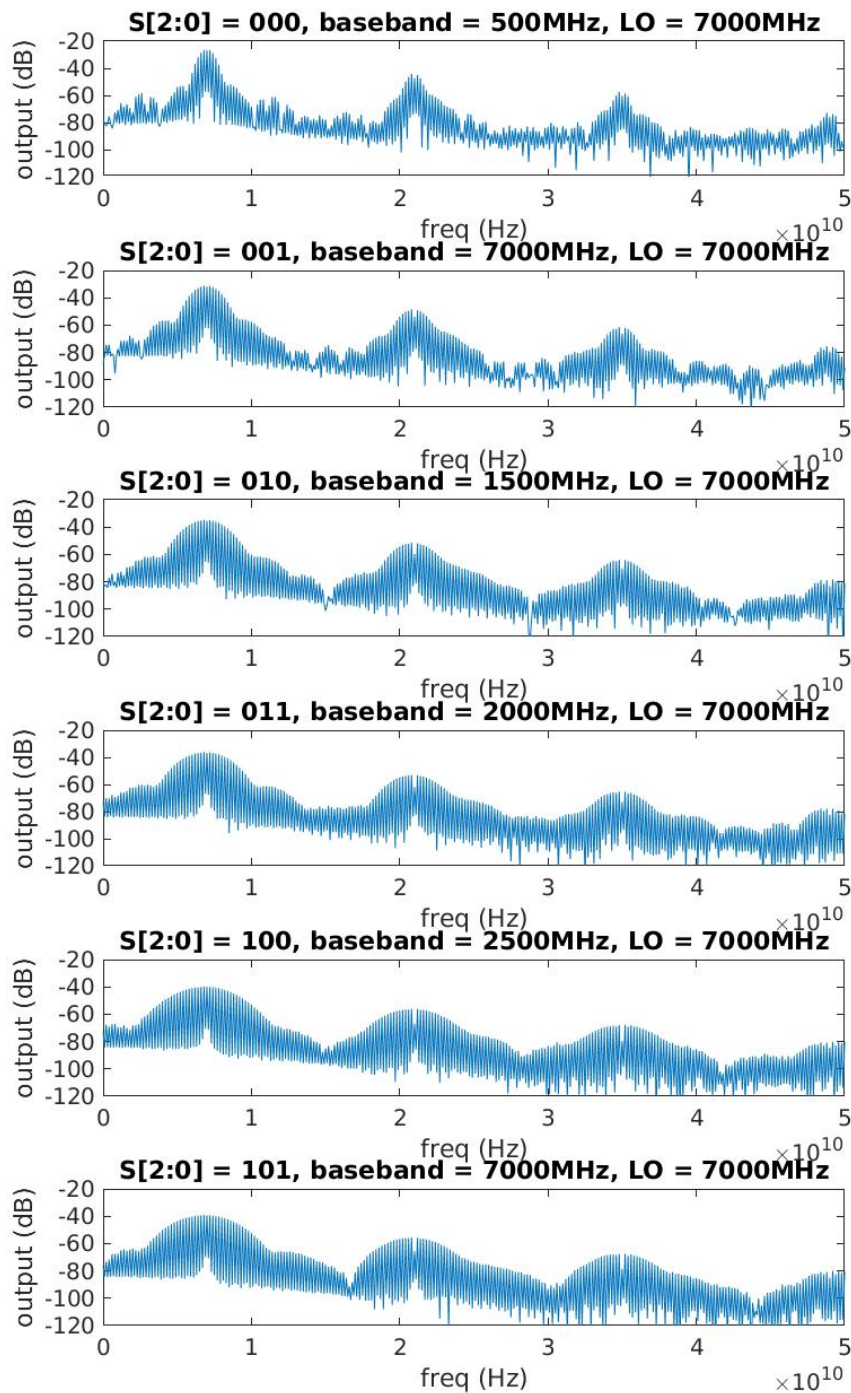 S[2:0] = 000, baseband = 500MHz, LO = 7000MHz
-20
-40
-60
-80
-100
-120
output (dB)
0 1 2 3 4 5
freq (Hz)
×10^10
S[2:0] = 001, baseband = 7000MHz, LO = 7000MHz
-20
-40
-60
-80
-100
-120
output (dB)
0 1 2 3 4 5
freq (Hz)
×10^10
S[2:0] = 010, baseband = 1500MHz, LO = 7000MHz
-20
-40
-60
-80
-100
-120
output (dB)
0 1 2 3 4 5
freq (Hz)
×10^10
S[2:0] = 011, baseband = 2000MHz, LO = 7000MHz
-20
-40
-60
-80
-100
-120
output (dB)
0 1 2 3 4 5
freq (Hz)
×10^10
S[2:0] = 100, baseband = 2500MHz, LO = 7000MHz
-20
-40
-60
-80
-100
-120
output (dB)
0 1 2 3 4 5
freq (Hz)
×10^10
S[2:0] = 101, baseband = 7000MHz, LO = 7000MHz
-20
-40
-60
-80
-100
-120
output (dB)
0 1 2 3 4 5
freq (Hz)
×10^10